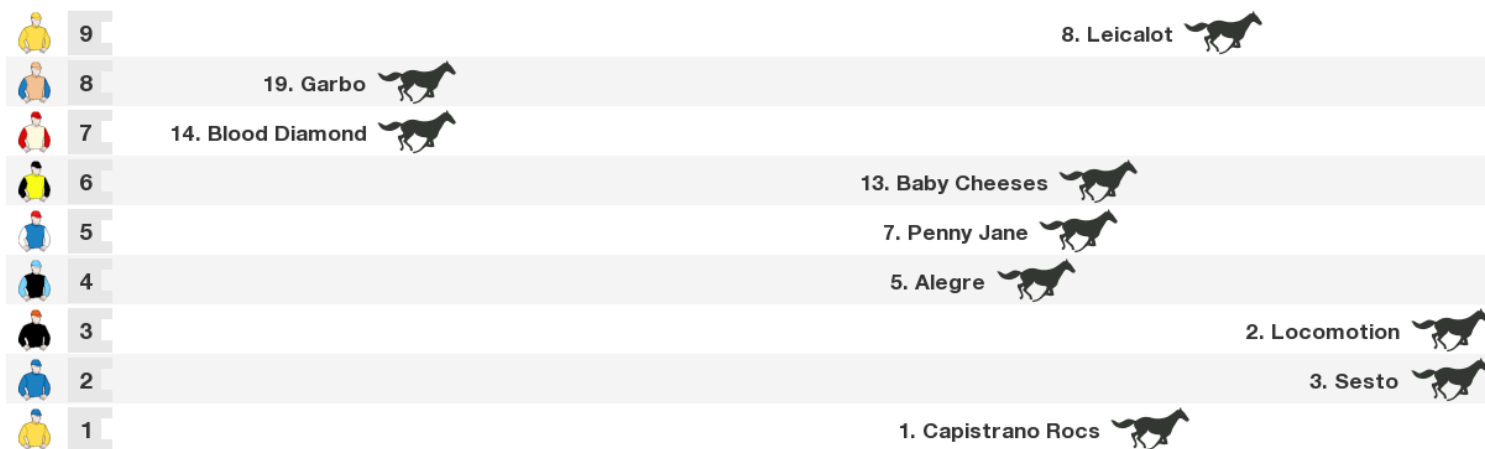 9 8. Leicalot
8 19. Garbo
7 14. Blood Diamond
6 13. Baby Cheeses
5 7. Penny Jane
4 5. Alegre
3 2. Locomotion
2 3. Sesto
1 1. Capistrano Rocs